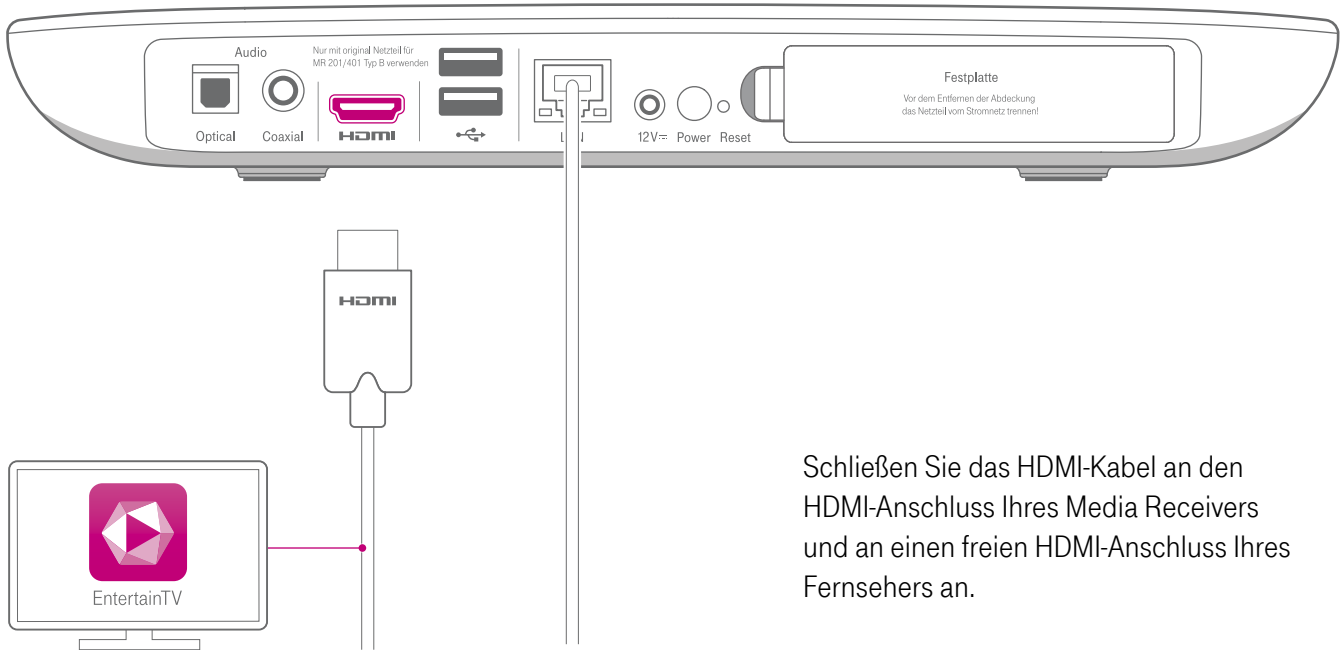 Audio
Nur mit original Netzteil für
MR 201/401 Typ B verwenden
Optical
Coaxial
HDMI
12V
Power
Reset
Festplatte
Vor dem Entfernen der Abdeckung
das Netzteil vom Stromnetz trennen!
HDMI
EntertainTV
Schließen Sie das HDMI-Kabel an den
HDMI-Anschluss Ihres Media Receivers
und an einen freien HDMI-Anschluss Ihres
Fernsehers an.